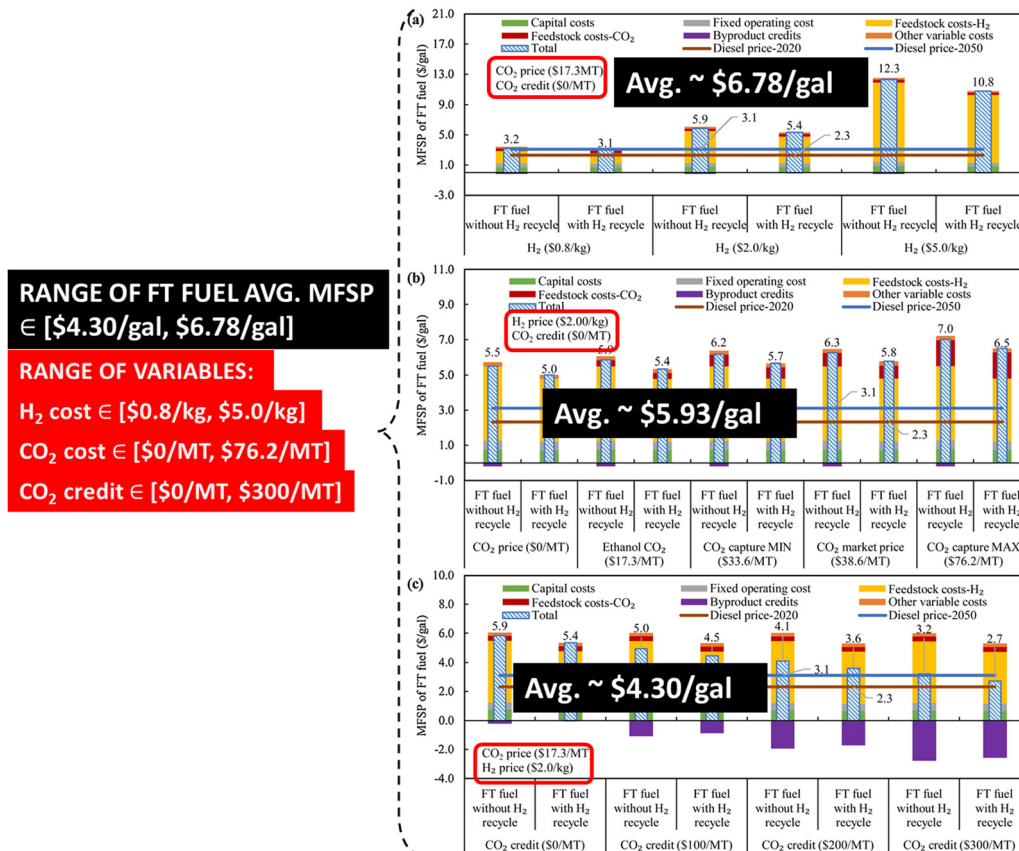 RANGE OF FT FUEL AVG. MFSP
∈ [$4.30/gal, $6.78/gal]
RANGE OF VARIABLES:
H₂ cost ∈ [$0.8/kg, $5.0/kg]
CO₂ cost ∈ [$0/MT, $76.2/MT]
CO₂ credit ∈ [$0/MT, $300/MT]
(a)
MFSP of FT fuel ($/gal)
21.0
17.0
13.0
9.0
5.0
1.0
-3.0
Capital costs
Fixed operating cost
Feedstock costs-H₂
Feedstock costs-CO₂
Byproduct credits
Other variable costs
Total
Diesel price-2020
Diesel price-2050
CO₂ price ($17.3MT)
CO₂ credit ($0/MT)
Avg. ~ $6.78/gal
3.2
3.1
5.9
3.1
5.4
2.3
12.3
10.8
FT fuel without H₂ recycle
FT fuel with H₂ recycle
FT fuel without H₂ recycle
FT fuel with H₂ recycle
FT fuel without H₂ recycle
FT fuel with H₂ recycle
H₂ ($0.8/kg)
H₂ ($2.0/kg)
H₂ ($5.0/kg)
(b)
MFSP of FT fuel ($/gal)
11.0
9.0
7.0
5.0
3.0
1.0
-1.0
Capital costs
Fixed operating cost
Feedstock costs-H₂
Feedstock costs-CO₂
Byproduct credits
Other variable costs
Total
Diesel price-2020
Diesel price-2050
H₂ price ($2.00/kg)
CO₂ credit ($0/MT)
Avg. ~ $5.93/gal
5.5
5.0
5.9
5.4
6.2
5.7
6.3
5.8
7.0
6.5
3.1
2.3
FT fuel without H₂ recycle
FT fuel with H₂ recycle
FT fuel without H₂ recycle
FT fuel with H₂ recycle
FT fuel without H₂ recycle
FT fuel with H₂ recycle
FT fuel without H₂ recycle
FT fuel with H₂ recycle
FT fuel without H₂ recycle
FT fuel with H₂ recycle
CO₂ price ($0/MT)
Ethanol CO₂ ($17.3/MT)
CO₂ capture MIN ($33.6/MT)
CO₂ market price ($38.6/MT)
CO₂ capture MAX ($76.2/MT)
(c)
MFSP of FT fuel ($/gal)
10.0
8.0
6.0
4.0
2.0
0.0
-2.0
-4.0
Capital costs
Fixed operating cost
Feedstock costs-H₂
Feedstock costs-CO₂
Byproduct credits
Other variable costs
Total
Diesel price-2020
Diesel price-2050
5.9
5.4
5.0
4.5
4.1
3.6
3.2
2.7
3.1
2.3
Avg. ~ $4.30/gal
CO₂ price ($17.3/MT)
H₂ price ($2.0/kg)
FT fuel without H₂ recycle
FT fuel with H₂ recycle
FT fuel without H₂ recycle
FT fuel with H₂ recycle
FT fuel without H₂ recycle
FT fuel with H₂ recycle
FT fuel without H₂ recycle
FT fuel with H₂ recycle
CO₂ credit ($0/MT)
CO₂ credit ($100/MT)
CO₂ credit ($200/MT)
CO₂ credit ($300/MT)